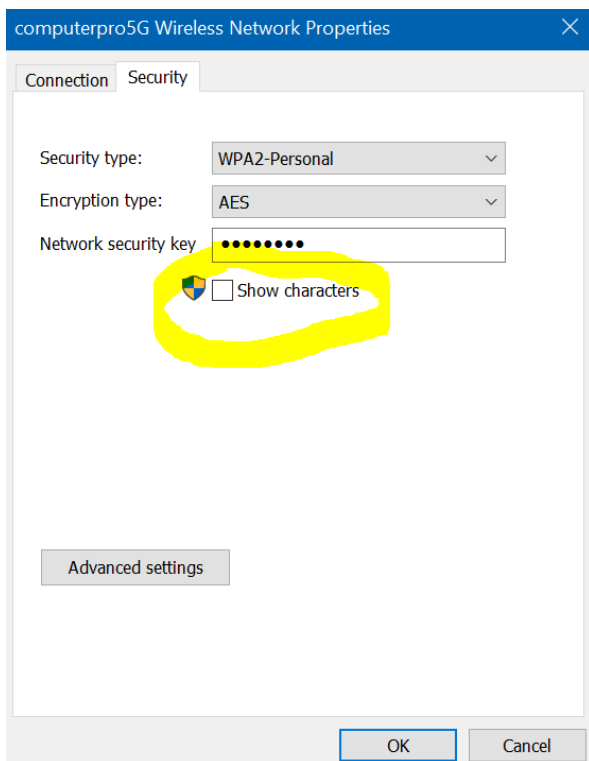 computerpro5G Wireless Network Properties
Connection Security
Security type: WPA2-Personal
Encryption type: AES
Network security key ●●●●●●●●
Show characters
Advanced settings
OK Cancel